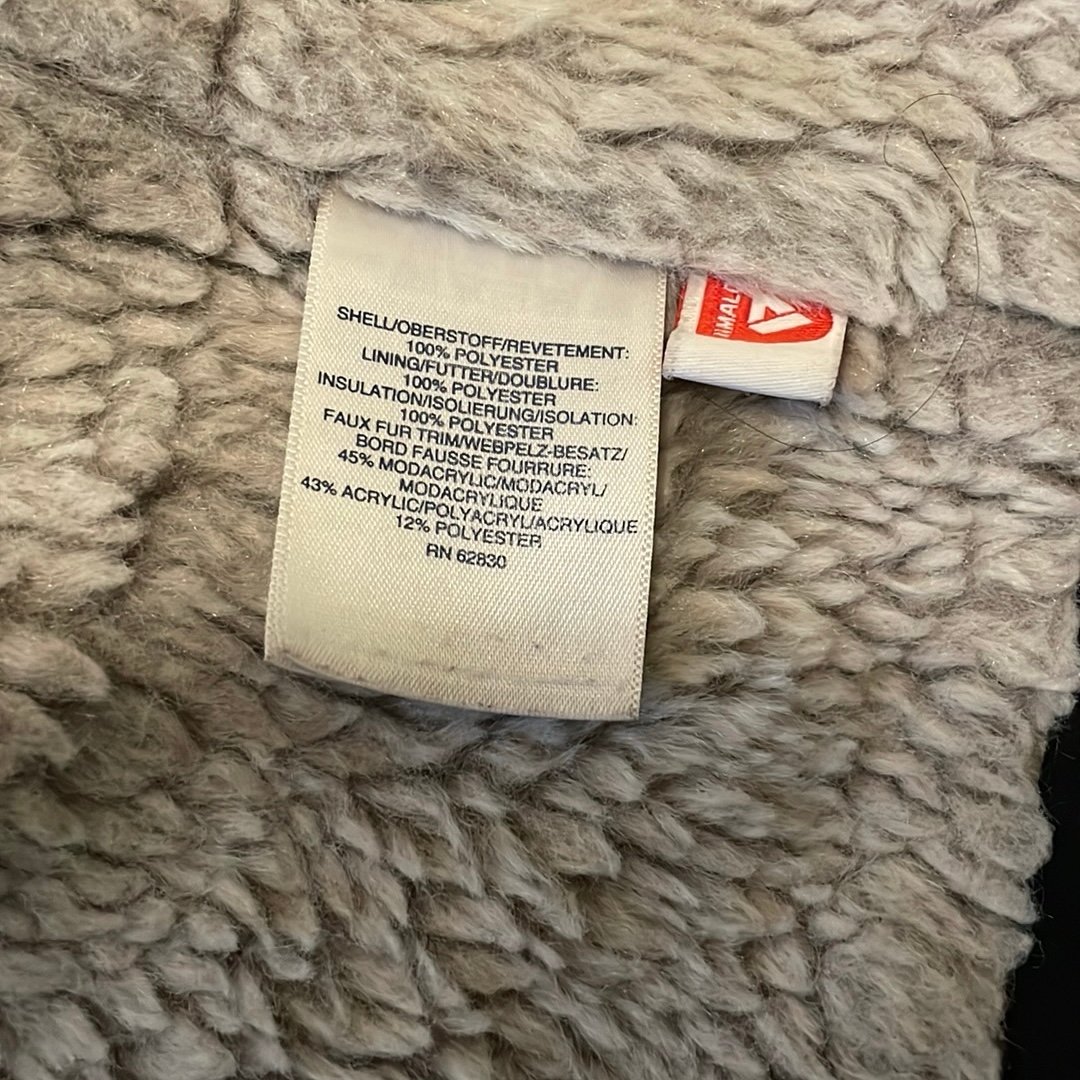 SHELL/OBERSTOFF/REVETEMENT:
100% POLYESTER
LINING/FUTTER/DOUBLURE:
100% POLYESTER
INSULATION/ISOLIERUNG/ISOLATION:
100% POLYESTER
FAUX FUR TRIM/WEBPELZ-BESATZ/
BORD FAUSSE FOURRURE:
45% MODACRYLIC/MODACRYL/
MODACRYLIQUE
43% ACRYLIC/POLYACRYL/ACRYLIQUE
12% POLYESTER
RN 62830